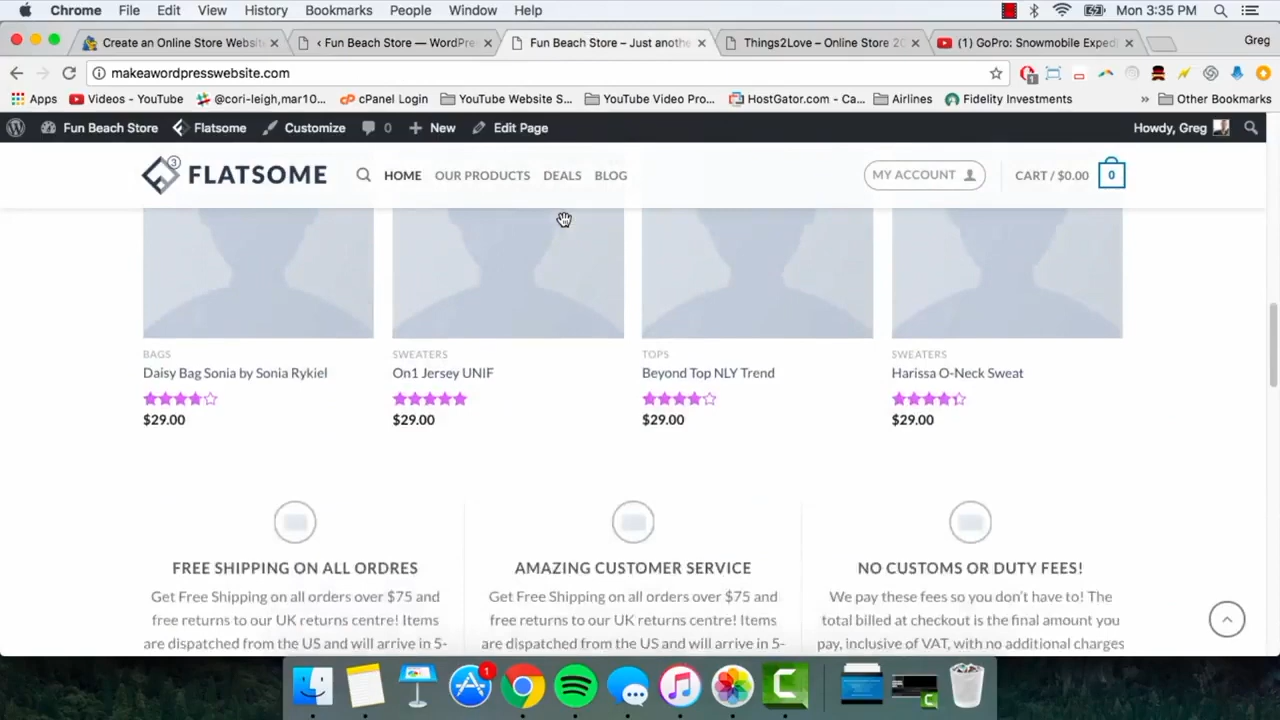 Chrome File Edit View History Bookmarks People Window Help Mon 3:35 PM
Create an Online Store Websit
‹ Fun Beach Store — WordPre
Fun Beach Store – Just anothe
Things2Love – Online Store 20
(1) GoPro: Snowmobile Exped
Greg
makeawordpresswebsite.com
1
Apps Videos - YouTube @cori-leigh,mar10... cPanel Login YouTube Website S... YouTube Video Pro... HostGator.com - Ca... Airlines Fidelity Investments » Other Bookmarks
Fun Beach Store Flatsome Customize 0 New Edit Page Howdy, Greg
3
FLATSOME HOME OUR PRODUCTS DEALS BLOG MY ACCOUNT CART / $0.00 0
BAGS
Daisy Bag Sonia by Sonia Rykiel
$29.00
SWEATERS
On1 Jersey UNIF
$29.00
TOPS
Beyond Top NLY Trend
$29.00
SWEATERS
Harissa O-Neck Sweat
$29.00
FREE SHIPPING ON ALL ORDRES
Get Free Shipping on all orders over $75 and
free returns to our UK returns centre! Items
are dispatched from the US and will arrive in 5-
AMAZING CUSTOMER SERVICE
Get Free Shipping on all orders over $75 and
free returns to our UK returns centre! Items
are dispatched from the US and will arrive in 5-
NO CUSTOMS OR DUTY FEES!
We pay these fees so you don't have to! The
total billed at checkout is the final amount you
pay, inclusive of VAT, with no additional charges
1